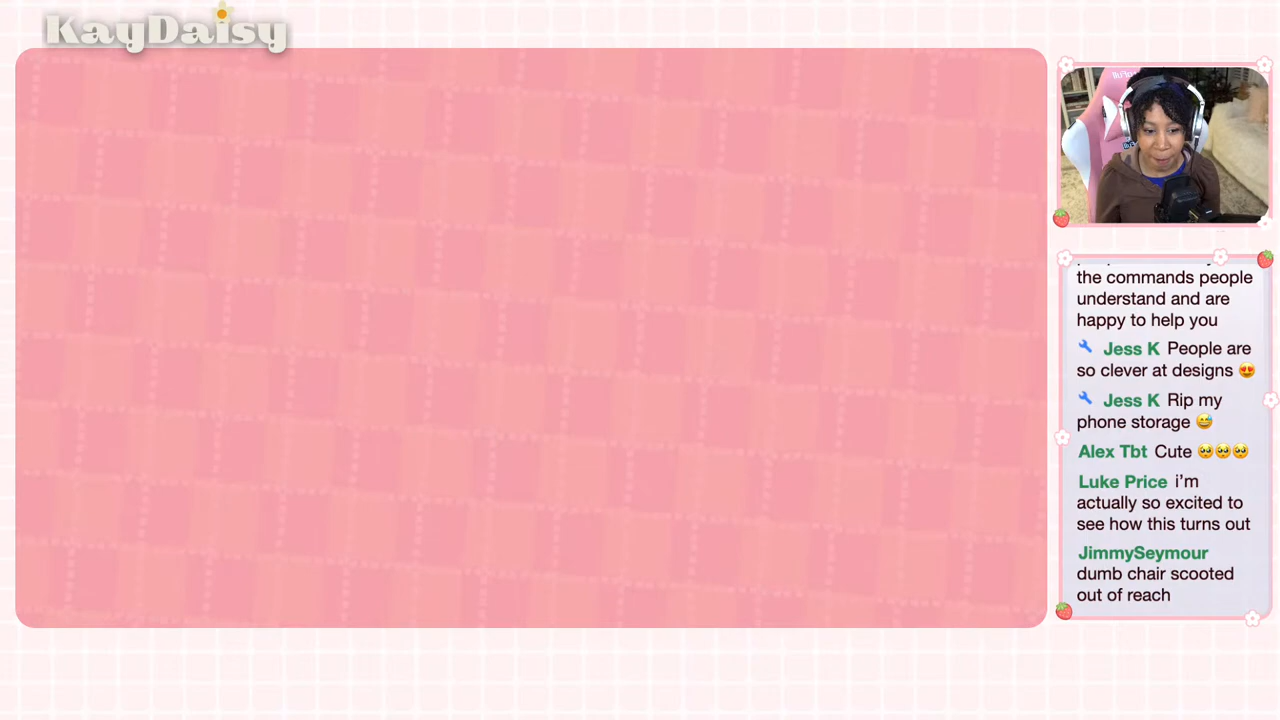 KayDaisy
the commands people
understand and are
happy to help you
Jess K People are
so clever at designs 😍
Jess K Rip my
phone storage 😅
Alex Tbt Cute 🥺🥺🥺
Luke Price i’m
actually so excited to
see how this turns out
JimmySeymour
dumb chair scooted
out of reach